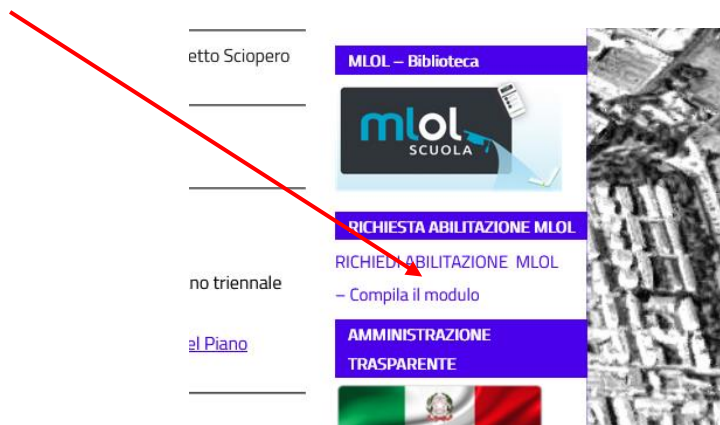 etto Sciopero
no triennale
el Piano
MLOL – Biblioteca
mlol
SCUOLA
RICHIESTA ABILITAZIONE MLOL
RICHIEDI ABILITAZIONE MLOL
– Compila il modulo
AMMINISTRAZIONE
TRASPARENTE